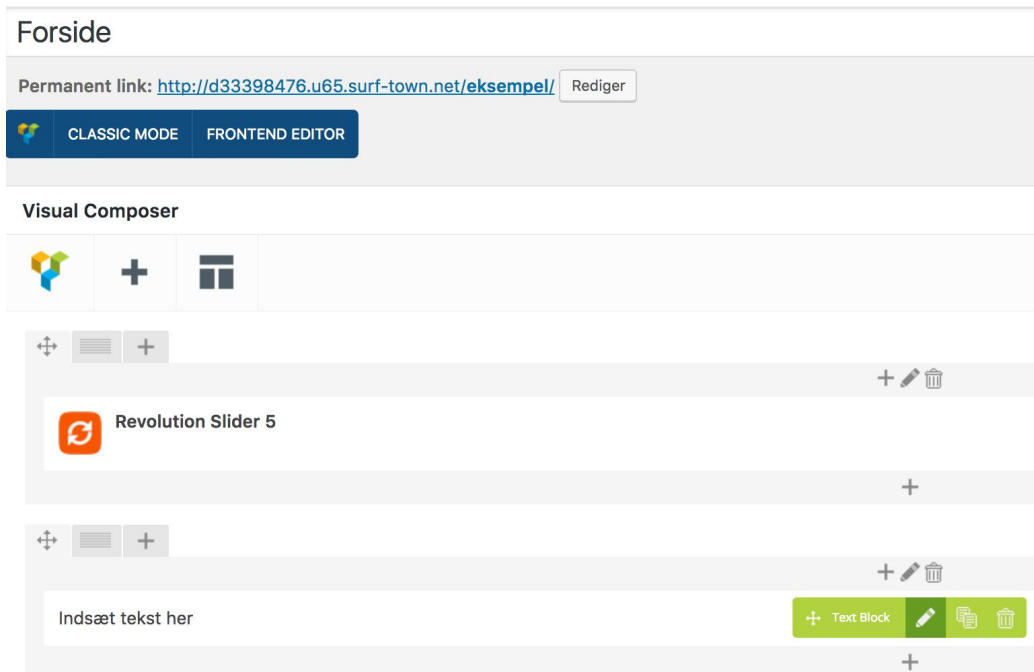 Forside
Permanent link: http://d33398476.u65.surf-town.net/eksempel/ Rediger
CLASSIC MODE FRONTEND EDITOR
Visual Composer
Revolution Slider 5
Indsæt tekst her Text Block